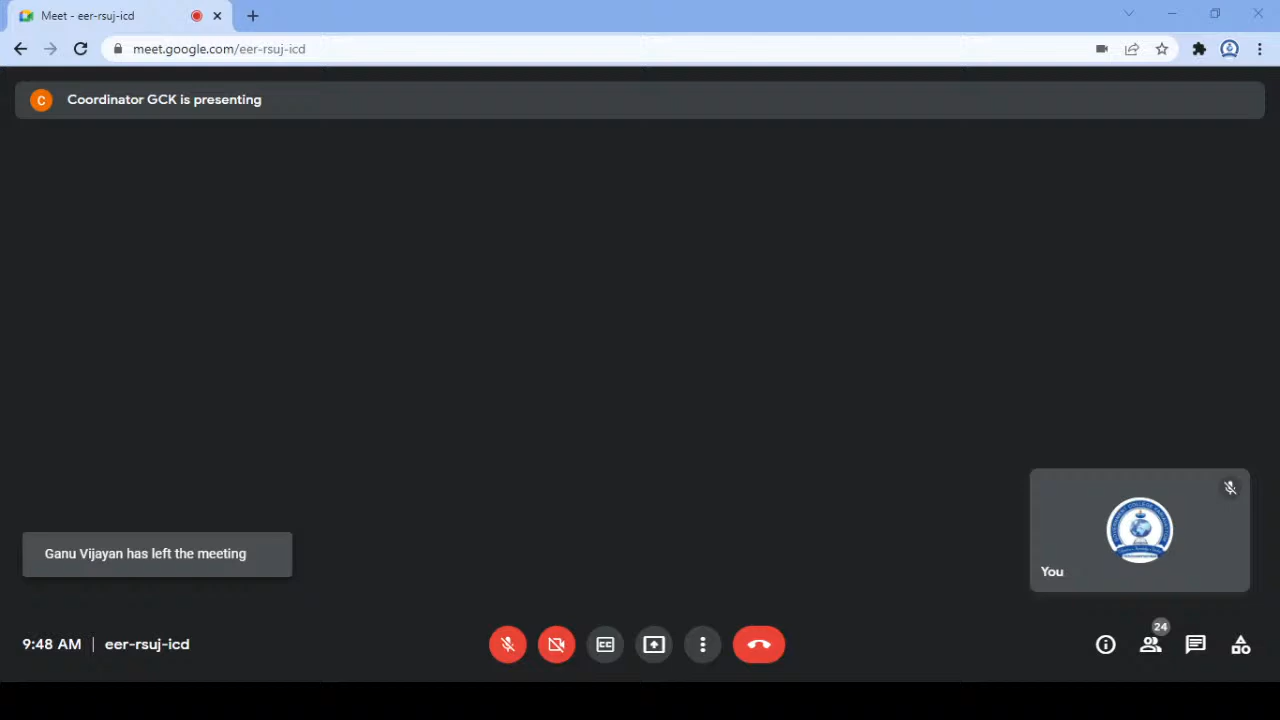 Meet - eer-rsuj-icd
meet.google.com/eer-rsuj-icd
C
Coordinator GCK is presenting
Ganu Vijayan has left the meeting
You
9:48 AM | eer-rsuj-icd
CC
24